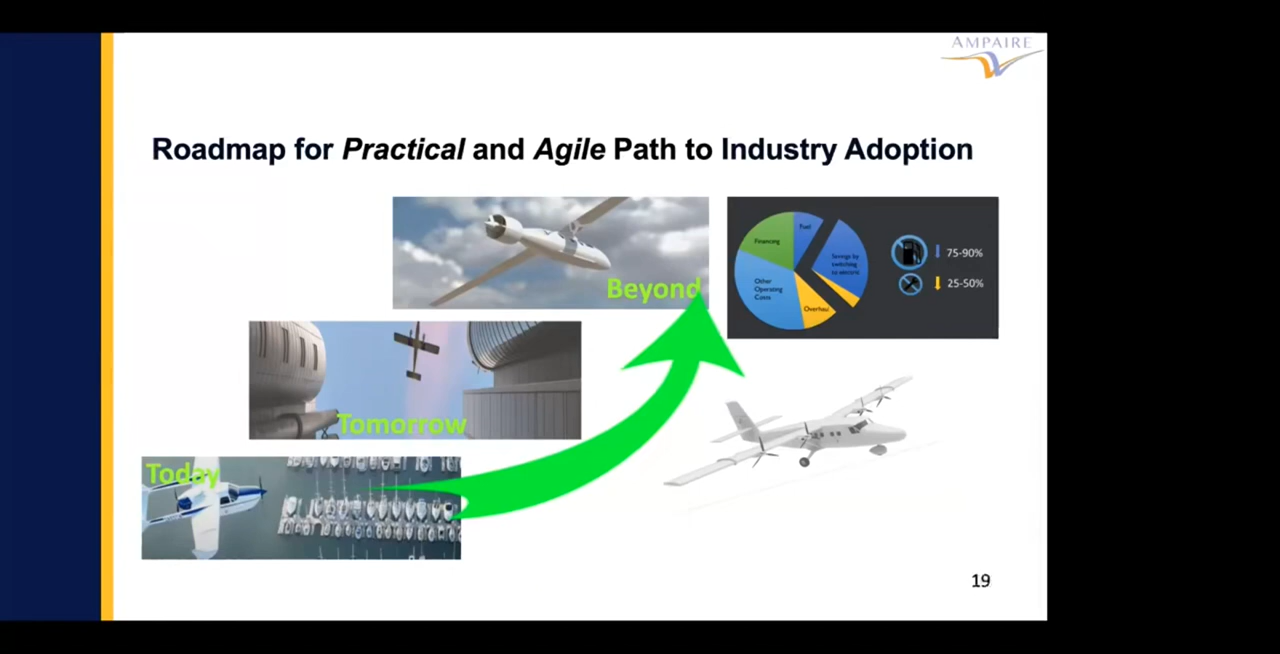 AMPAIRE
Roadmap for Practical and Agile Path to Industry Adoption
Beyond
Tomorrow
Today
Financing
Fuel
Savings by
switching
to electric
Other
Operating
Costs
Overhaul
75-90%
25-50%
19